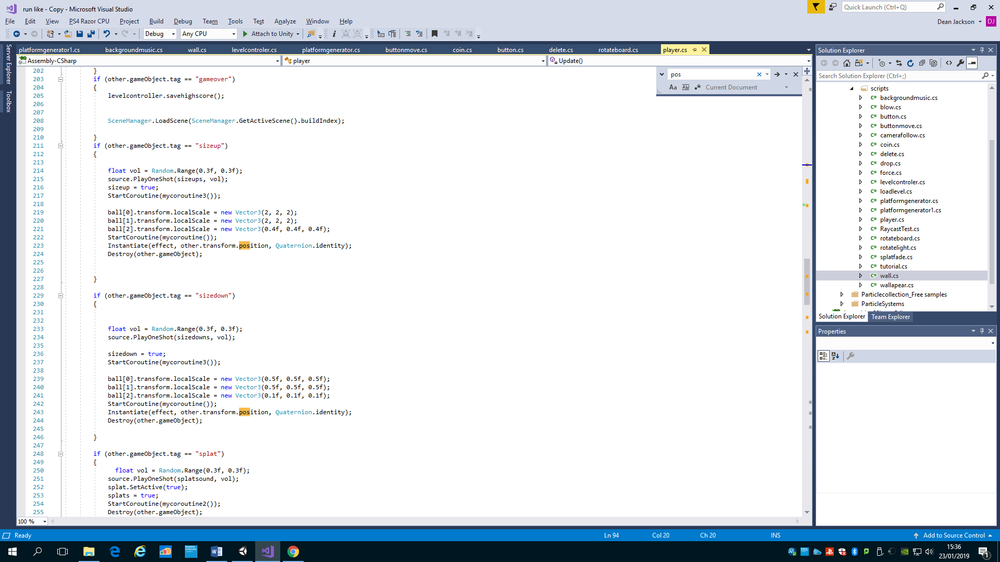 run like - Copy - Microsoft Visual Studio
Quick Launch (Ctrl+Q)
File Edit View PS4 Razor CPU Project Build Debug Team Tools Test Analyze Window Help
Dean Jackson DJ
Debug Any CPU Attach to Unity
Server Explorer
Toolbox
platformgenerator1.cs backgroundmusic.cs wall.cs levelcontroler.cs platformgenerator.cs buttonmove.cs coin.cs button.cs delete.cs rotateboard.cs player.cs
Assembly-CSharp player Update()
pos
Aa Ab Current Document
202 }
203 if (other.gameObject.tag == "gameover")
204 {
205 levelcontroller.savehighscore();
206
207
208 SceneManager.LoadScene(SceneManager.GetActiveScene().buildIndex);
209
210 }
211 if (other.gameObject.tag == "sizeup")
212 {
213
214 float vol = Random.Range(0.3f, 0.3f);
215 source.PlayOneShot(sizeups, vol);
216 sizeup = true;
217 StartCoroutine(mycoroutine3());
218
219 ball[0].transform.localScale = new Vector3(2, 2, 2);
220 ball[1].transform.localScale = new Vector3(2, 2, 2);
221 ball[2].transform.localScale = new Vector3(0.4f, 0.4f, 0.4f);
222 StartCoroutine(mycoroutine());
223 Instantiate(effect, other.transform.position, Quaternion.identity);
224 Destroy(other.gameObject);
225
226
227 }
228
229 if (other.gameObject.tag == "sizedown")
230 {
231
232
233 float vol = Random.Range(0.3f, 0.3f);
234 source.PlayOneShot(sizedowns, vol);
235
236 sizedown = true;
237 StartCoroutine(mycoroutine3());
238
239 ball[0].transform.localScale = new Vector3(0.5f, 0.5f, 0.5f);
240 ball[1].transform.localScale = new Vector3(0.5f, 0.5f, 0.5f);
241 ball[2].transform.localScale = new Vector3(0.1f, 0.1f, 0.1f);
242 StartCoroutine(mycoroutine());
243 Instantiate(effect, other.transform.position, Quaternion.identity);
244 Destroy(other.gameObject);
245
246 }
247
248 if (other.gameObject.tag == "splat")
249 {
250 float vol = Random.Range(0.3f, 0.3f);
251 source.PlayOneShot(splatsound, vol);
252 splat.SetActive(true);
253 splats = true;
254 StartCoroutine(mycoroutine2());
255 Destroy(other.gameObject);
100 %
Solution Explorer
Search Solution Explorer (Ctrl+;)
scripts
C# backgroundmusic.cs
C# blow.cs
C# button.cs
C# buttonmove.cs
C# camerafollow.cs
C# coin.cs
C# delete.cs
C# drop.cs
C# force.cs
C# levelcontroler.cs
C# loadlevel.cs
C# platformgenerator.cs
C# platformgenerator1.cs
C# player.cs
C# RaycastTest.cs
C# rotateboard.cs
C# rotatelight.cs
C# splatfade.cs
C# tutorial.cs
C# wall.cs
C# wallapear.cs
Particlecollection_Free samples
ParticleSystems
Solution Explorer Team Explorer
Properties
Ready Ln 94 Col 20 Ch 20 INS Add to Source Control
15:36
23/01/2019
1